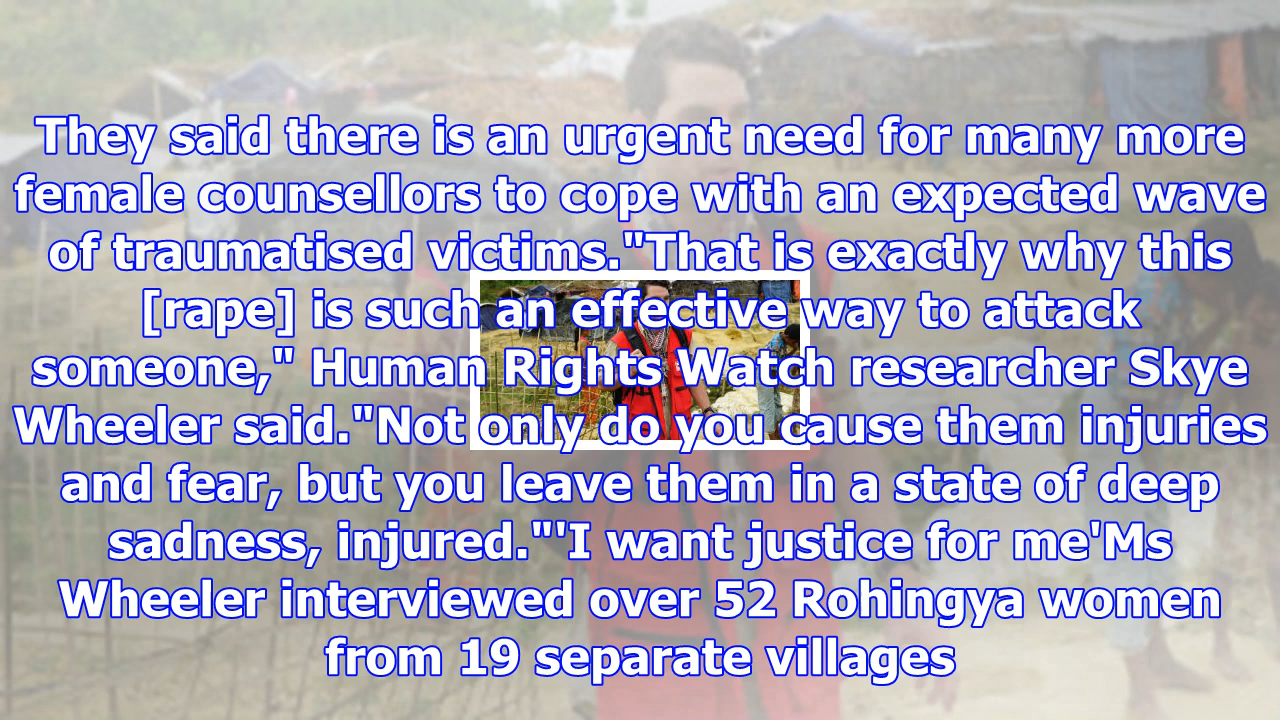 They said there is an urgent need for many more
female counsellors to cope with an expected wave
of traumatised victims."That is exactly why this
[rape] is such an effective way to attack
someone," Human Rights Watch researcher Skye
Wheeler said."Not only do you cause them injuries
and fear, but you leave them in a state of deep
sadness, injured."'I want justice for me'Ms
Wheeler interviewed over 52 Rohingya women
from 19 separate villages